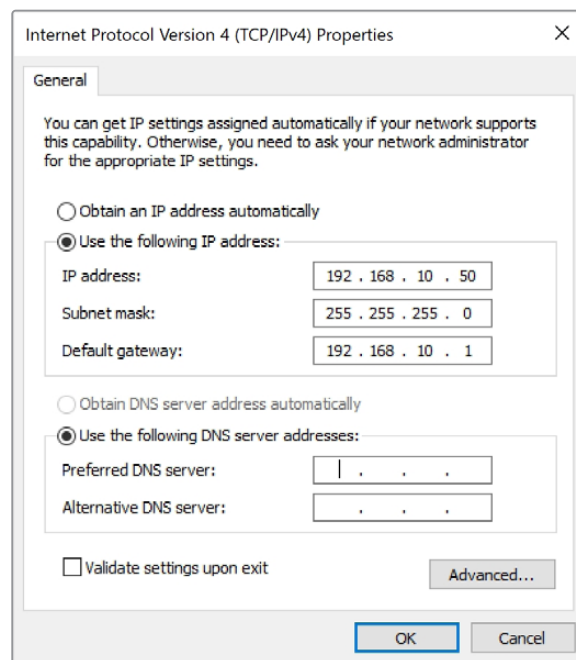 Internet Protocol Version 4 (TCP/IPv4) Properties
General
You can get IP settings assigned automatically if your network supports
this capability. Otherwise, you need to ask your network administrator
for the appropriate IP settings.
Obtain an IP address automatically
Use the following IP address:
IP address: 192 . 168 . 10 . 50
Subnet mask: 255 . 255 . 255 . 0
Default gateway: 192 . 168 . 10 . 1
Obtain DNS server address automatically
Use the following DNS server addresses:
Preferred DNS server: . . .
Alternative DNS server: . . .
Validate settings upon exit
Advanced...
OK Cancel